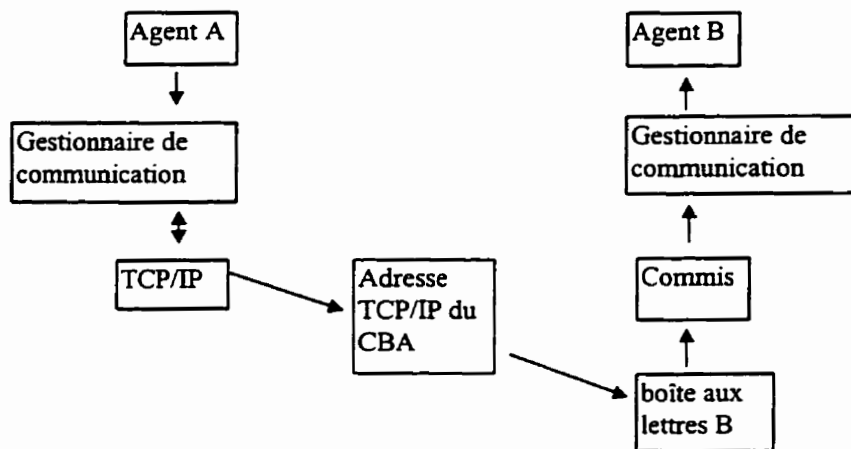 Agent A
Agent B
Gestionnaire de
communication
Gestionnaire de
communication
TCP/IP
Adresse
TCP/IP du
CBA
Commis
boîte aux
lettres B